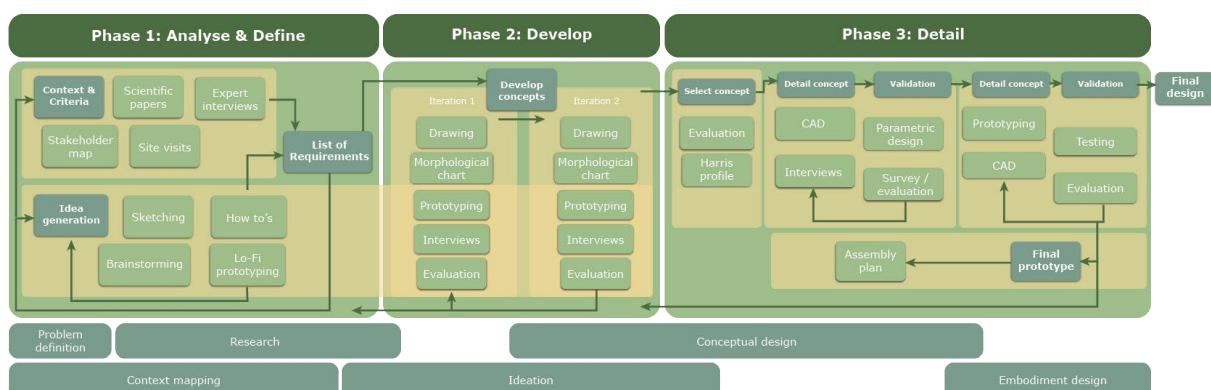 Phase 1: Analyse & Define
Phase 2: Develop
Phase 3: Detail
Context &
Criteria
Scientific
papers
Expert
interviews
Stakeholder
map
Site visits
List of
Requirements
Idea
generation
Sketching
How to's
Brainstorming
Lo-Fi
prototyping
Develop
concepts
Iteration 1
Drawing
Morphological
chart
Prototyping
Interviews
Evaluation
Iteration 2
Drawing
Morphological
chart
Prototyping
Interviews
Evaluation
Select concept
Evaluation
Harris
profile
Detail concept
CAD
Interviews
Validation
Parametric
design
Survey /
evaluation
Detail concept
Prototyping
CAD
Validation
Testing
Evaluation
Final
design
Assembly
plan
Final
prototype
Problem
definition
Research
Conceptual design
Context mapping
Ideation
Embodiment design